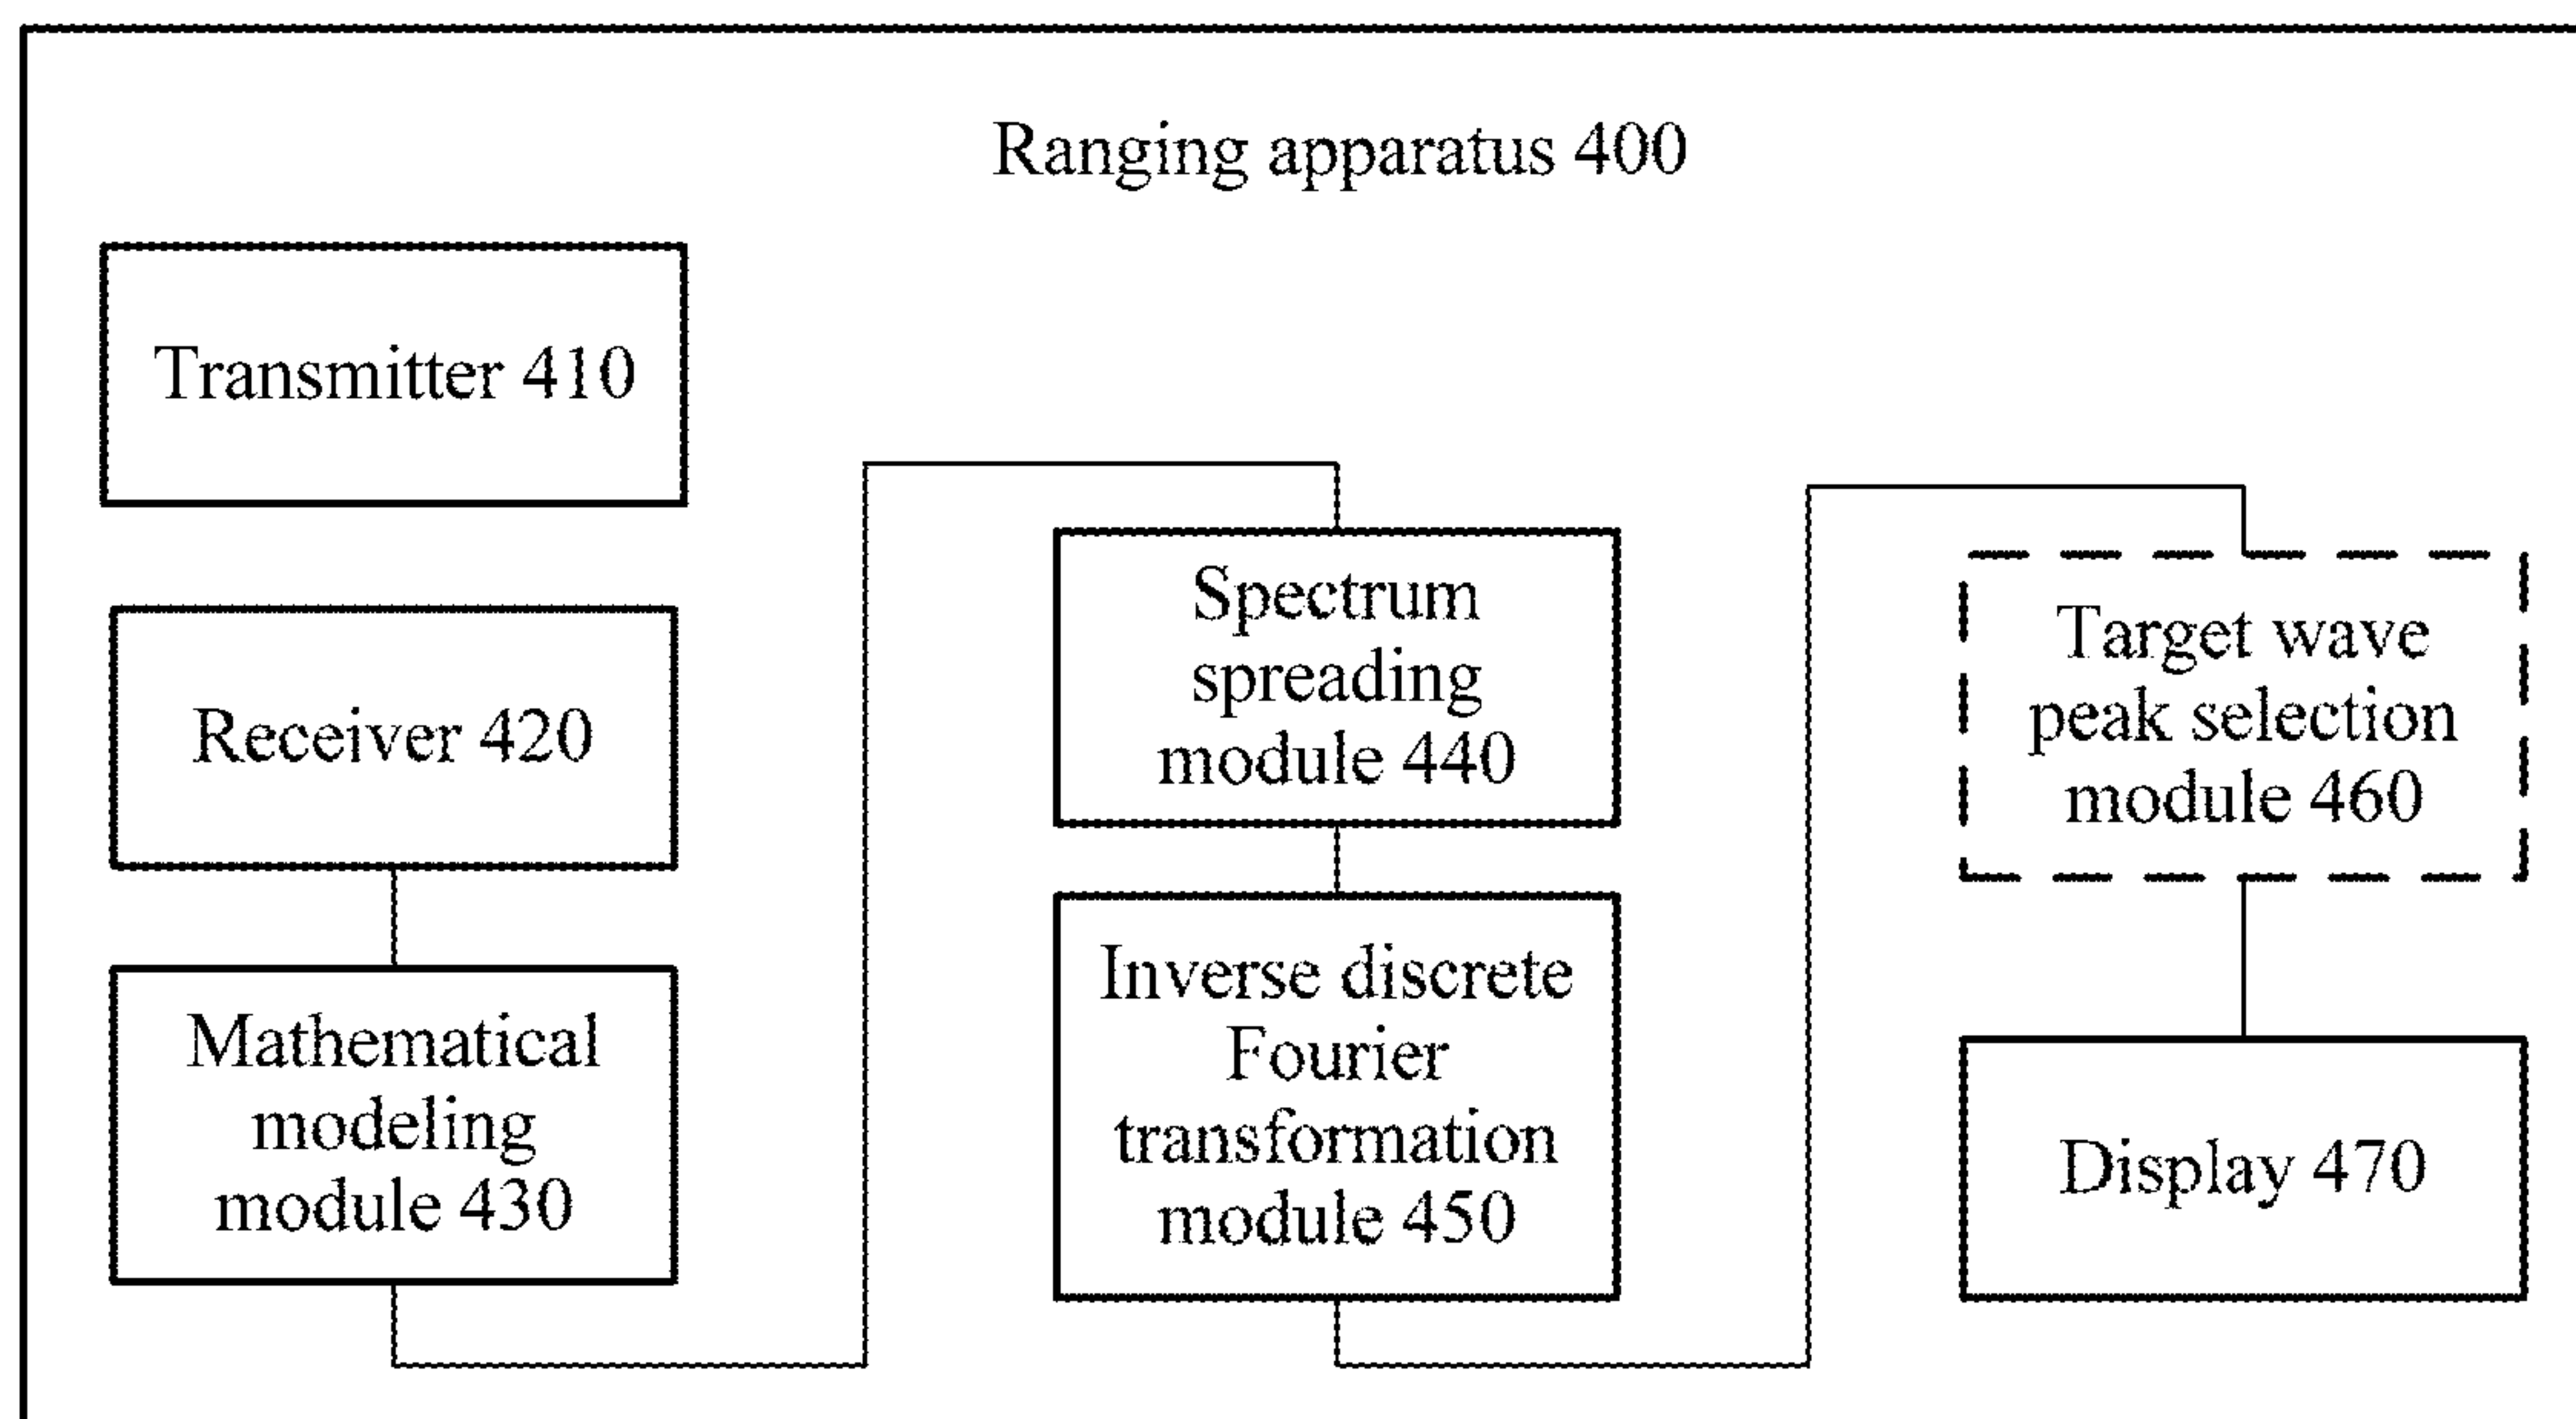 Ranging apparatus 400
Transmitter 410
Receiver 420
Mathematical
modeling
module 430
Spectrum
spreading
module 440
Inverse discrete
Fourier
transformation
module 450
Target wave
peak selection
module 460
Display 470